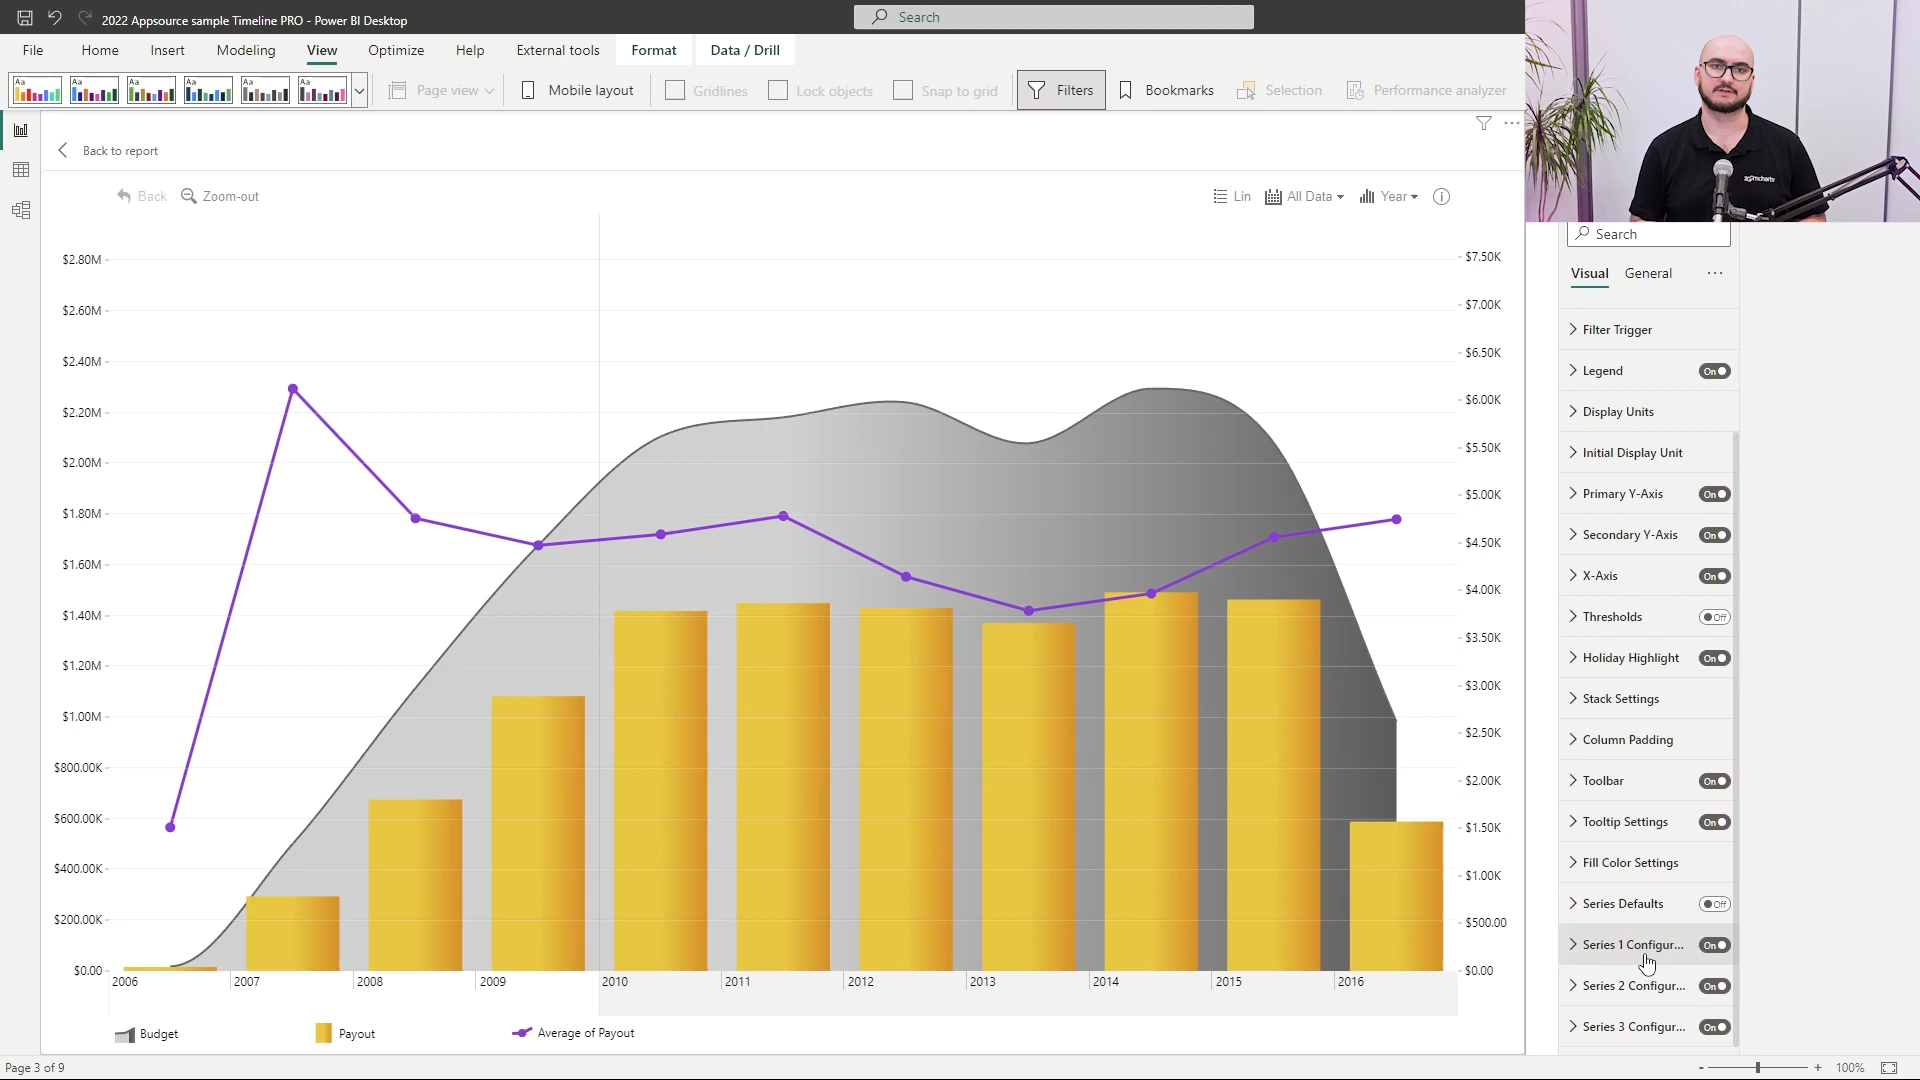 2022 Appsource sample Timeline PRO - Power BI Desktop
Search
File Home Insert Modeling View Optimize Help External tools Format Data / Drill
Aa Aa Aa Aa Aa Aa
Page view Mobile layout Gridlines Lock objects Snap to grid Filters Bookmarks Selection Performance analyzer
zoomcharts
Back to report
Back Zoom-out Lin All Data Year
$2.80M
$2.60M
$2.40M
$2.20M
$2.00M
$1.80M
$1.60M
$1.40M
$1.20M
$1.00M
$800.00K
$600.00K
$400.00K
$200.00K
$0.00
$7.50K
$7.00K
$6.50K
$6.00K
$5.50K
$5.00K
$4.50K
$4.00K
$3.50K
$3.00K
$2.50K
$2.00K
$1.50K
$1.00K
$500.00
$0.00
2006 2007 2008 2009 2010 2011 2012 2013 2014 2015 2016
Budget Payout Average of Payout
Search
Visual General ...
Filter Trigger
Legend On
Display Units
Initial Display Unit
Primary Y-Axis On
Secondary Y-Axis On
X-Axis On
Thresholds Off
Holiday Highlight On
Stack Settings
Column Padding
Toolbar On
Tooltip Settings On
Fill Color Settings
Series Defaults Off
Series 1 Configur... On
Series 2 Configur... On
Series 3 Configur... On
Page 3 of 9
- + 100%